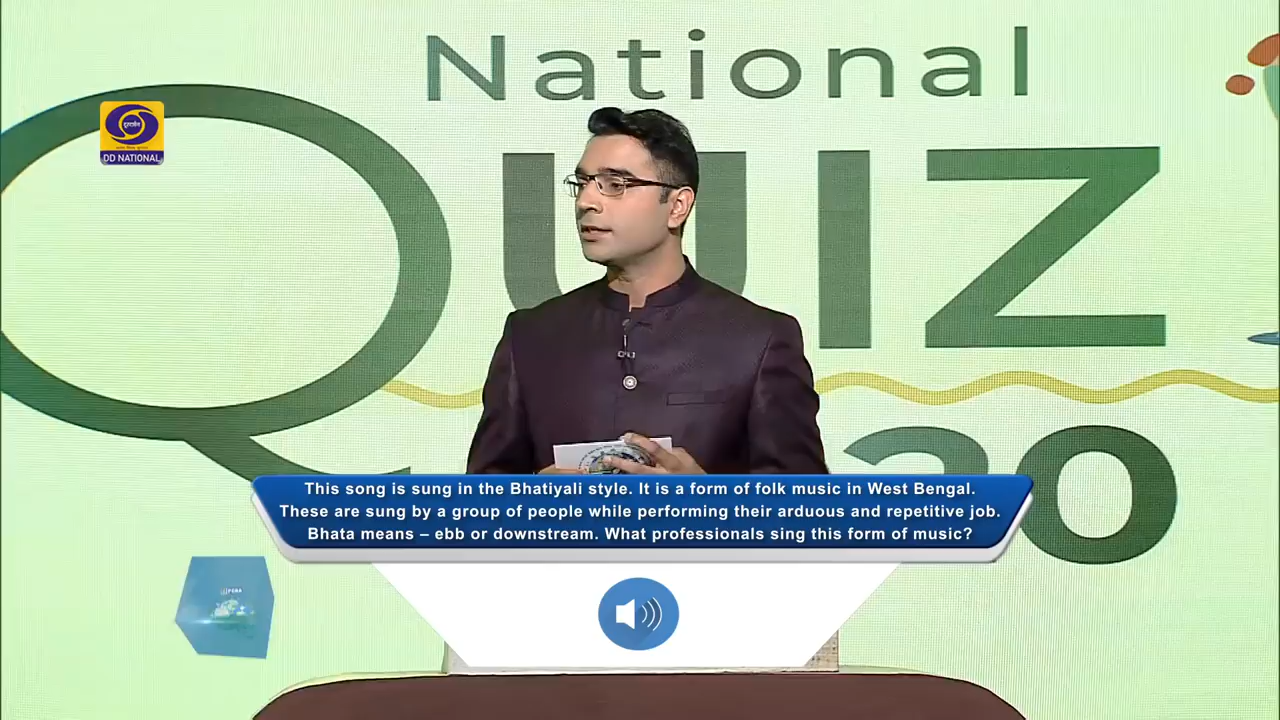 National
QUIZ
20
दूरदर्शन
DD NATIONAL
This song is sung in the Bhatiyali style. It is a form of folk music in West Bengal.
These are sung by a group of people while performing their arduous and repetitive job.
Bhata means – ebb or downstream. What professionals sing this form of music?